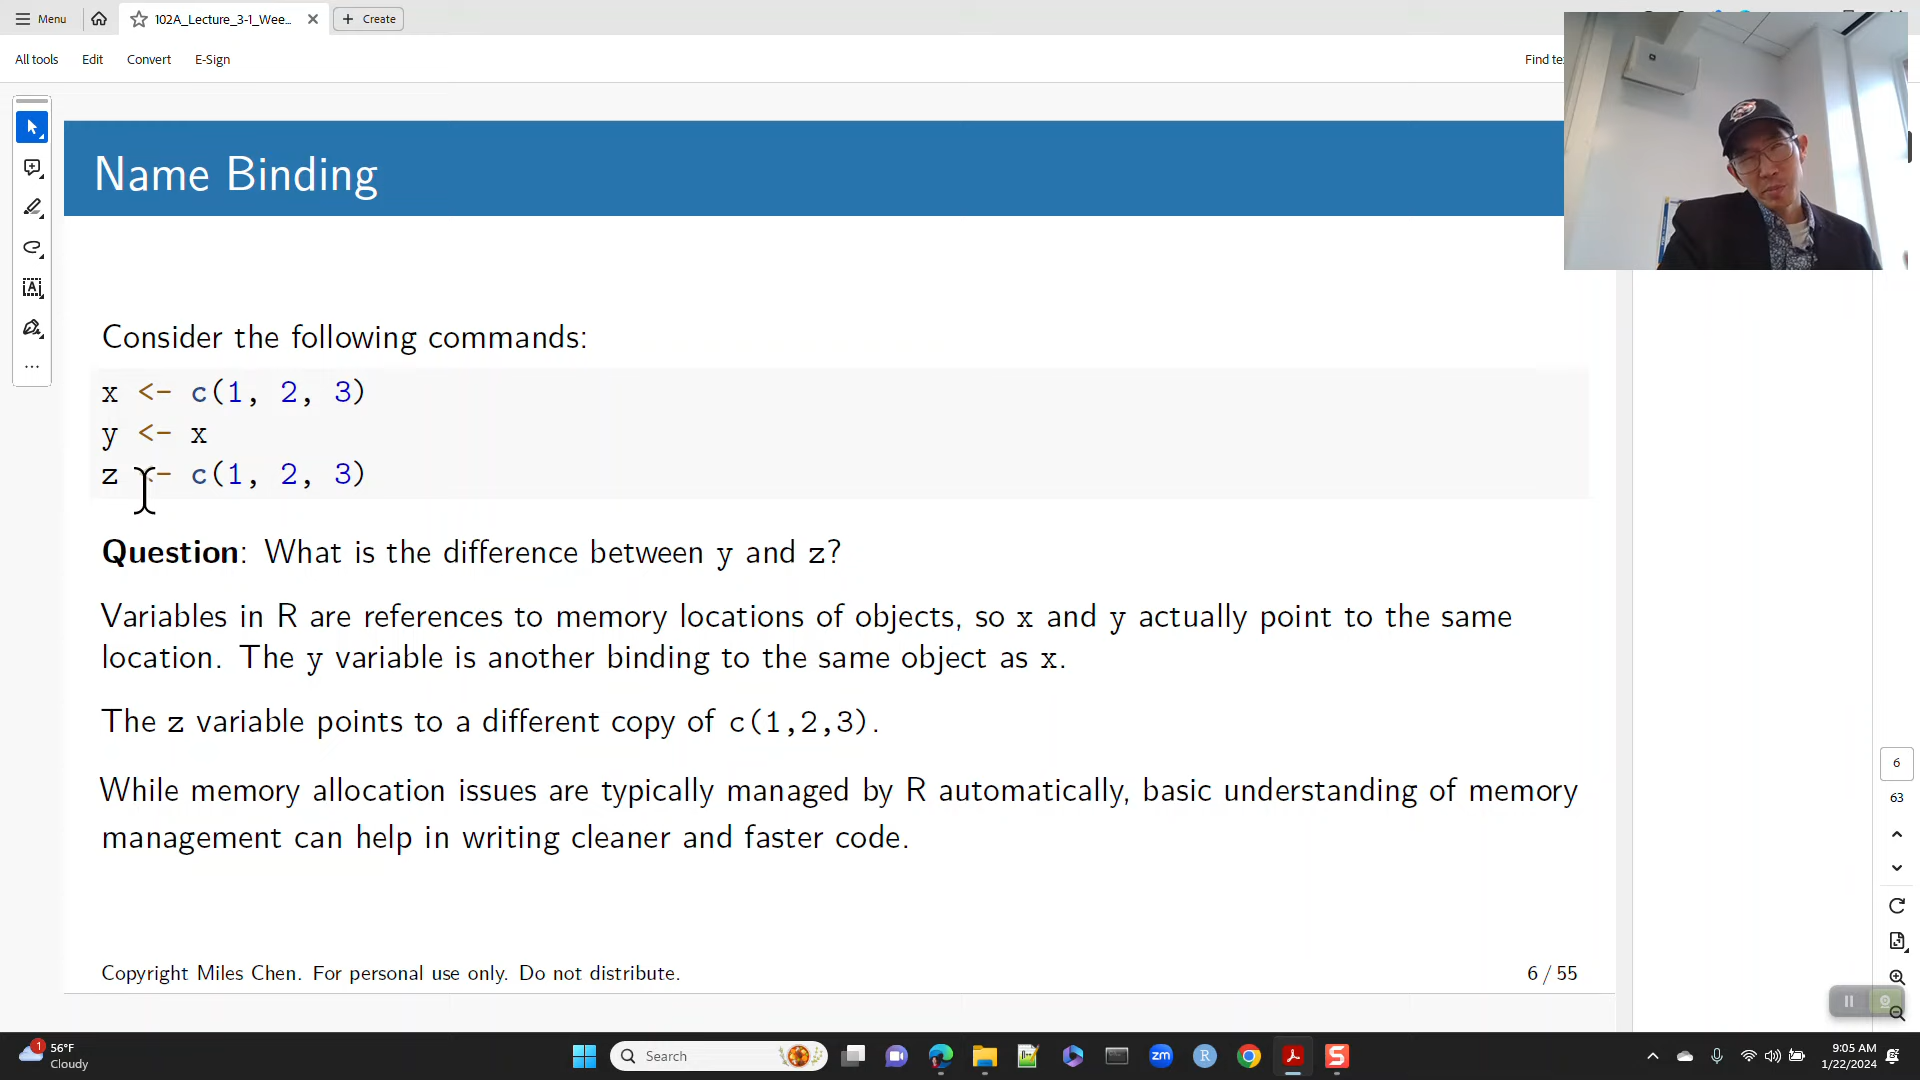 Menu
102A_Lecture_3-1_Wee...
Create
All tools
Edit
Convert
E-Sign
Name Binding
Consider the following commands:
x <- c(1, 2, 3)
y <- x
z <- c(1, 2, 3)
Question: What is the difference between y and z?
Variables in R are references to memory locations of objects, so x and y actually point to the same
location. The y variable is another binding to the same object as x.
The z variable points to a different copy of c(1,2,3).
While memory allocation issues are typically managed by R automatically, basic understanding of memory
management can help in writing cleaner and faster code.
Copyright Miles Chen. For personal use only. Do not distribute.
6 / 55
6
63
1
56°F
Cloudy
Search
zm
R
S
9:05 AM
1/22/2024